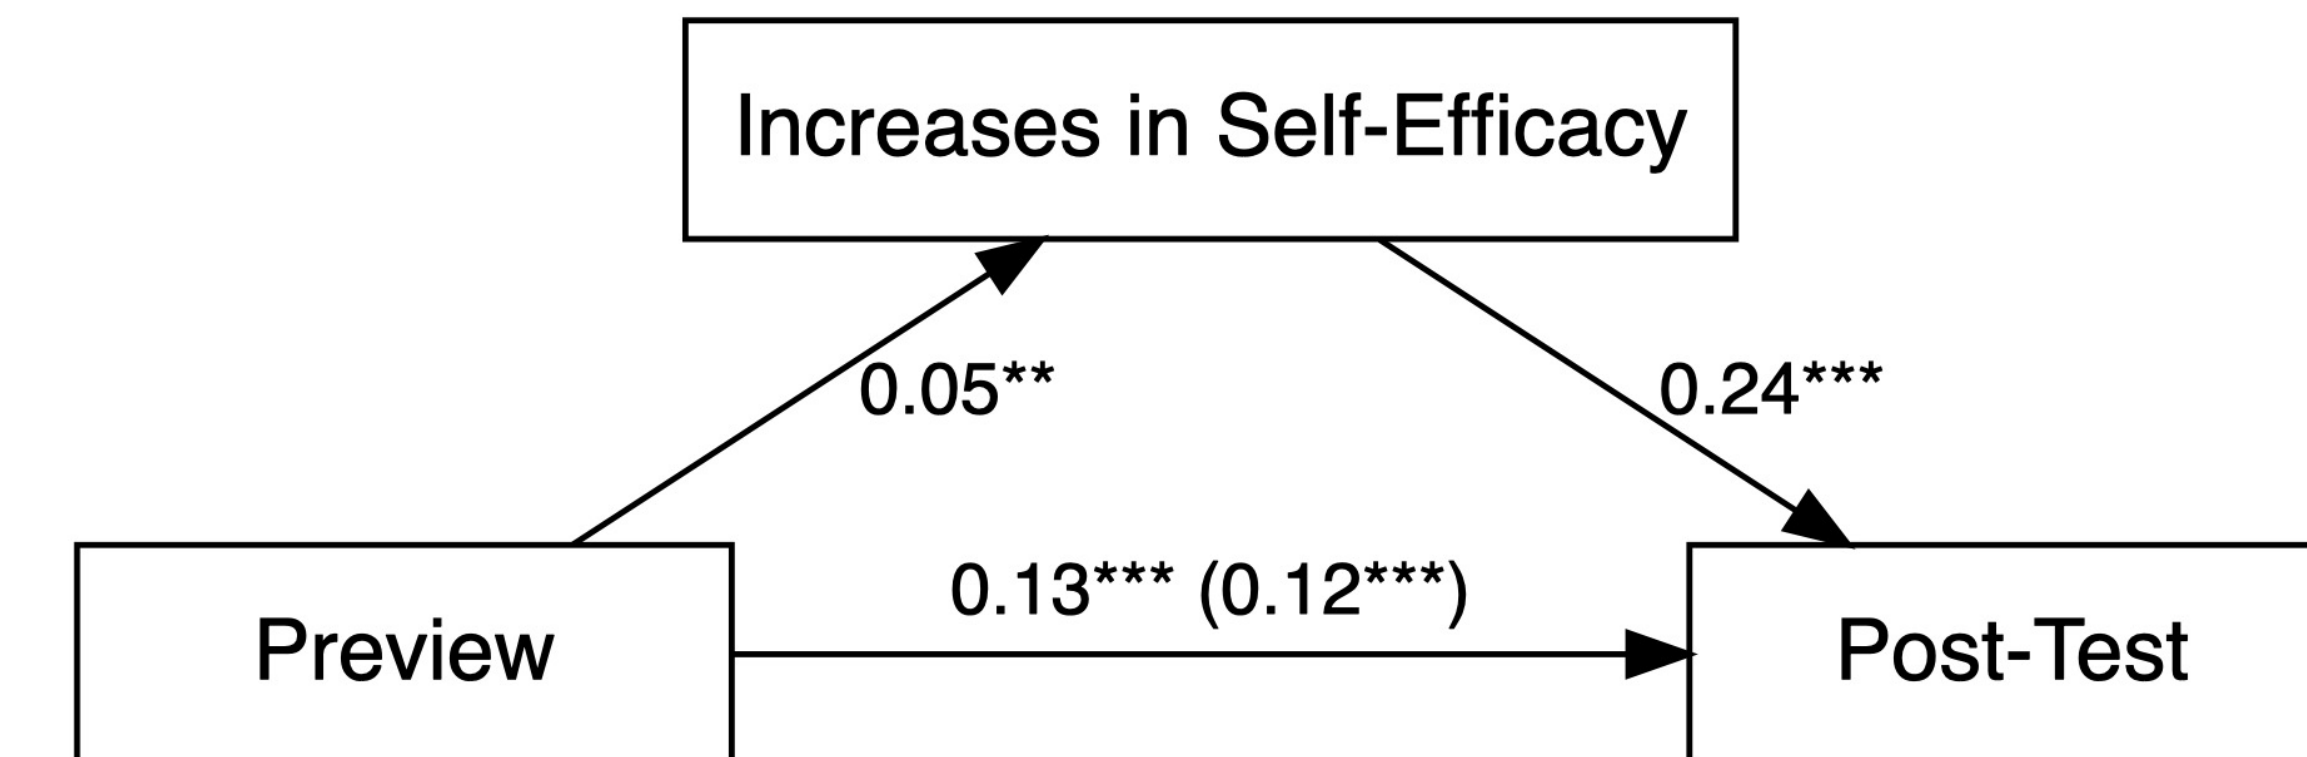 Increases in Self-Efficacy
0.05**
0.24***
0.13*** (0.12***)
Preview
Post-Test